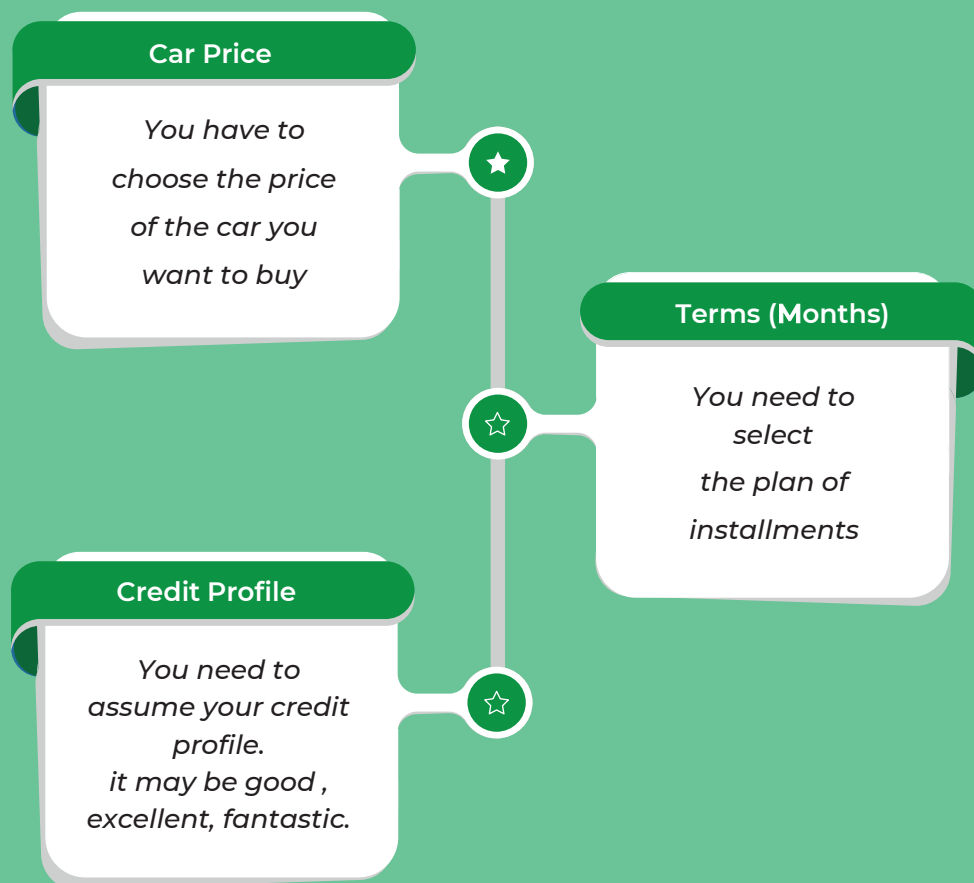 Car Price
You have to
choose the price
of the car you
want to buy
Terms (Months)
You need to
select
the plan of
installments
Credit Profile
You need to
assume your credit
profile.
it may be good ,
excellent, fantastic.